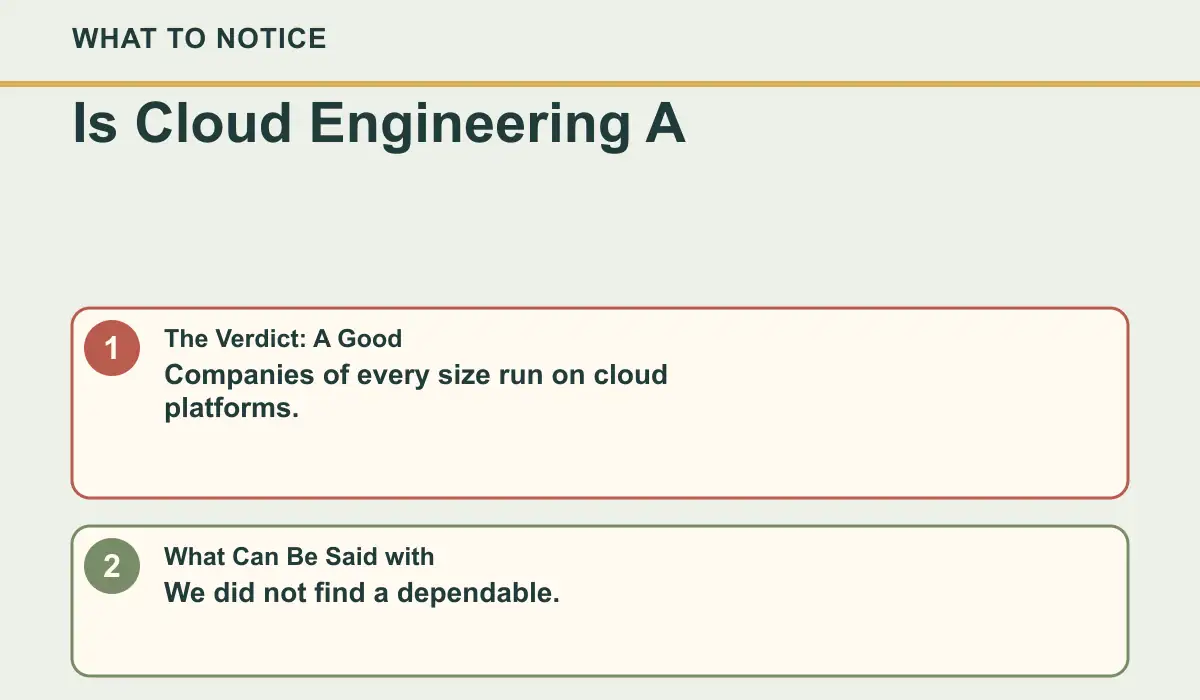 WHAT TO NOTICE
Is Cloud Engineering A
1
The Verdict: A Good
Companies of every size run on cloud
platforms.
2
What Can Be Said with
We did not find a dependable.